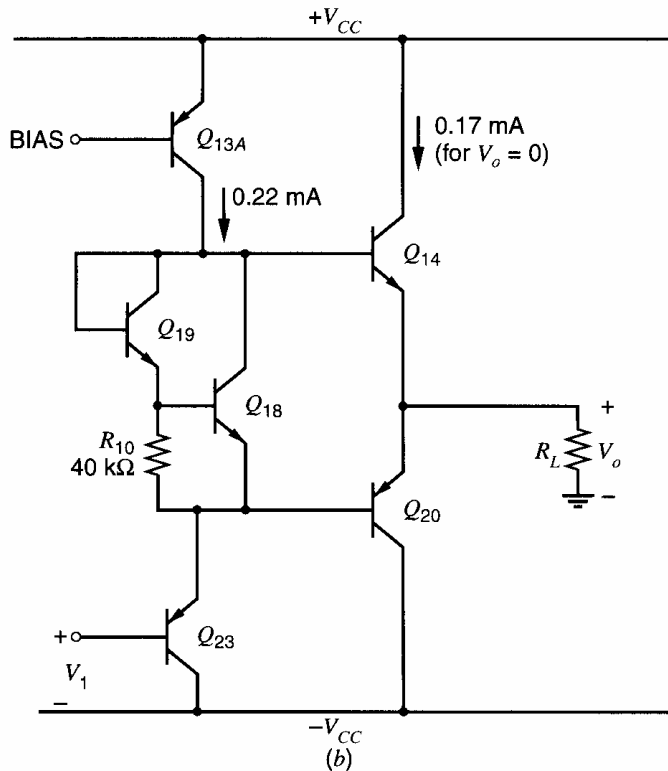 +V_CC
BIAS
Q_13A
0.17 mA
(for V_o = 0)
0.22 mA
Q_14
Q_19
Q_18
R_10
40 kΩ
+
R_L
V_o
–
Q_20
+
V_1
–
Q_23
−V_CC
(b)